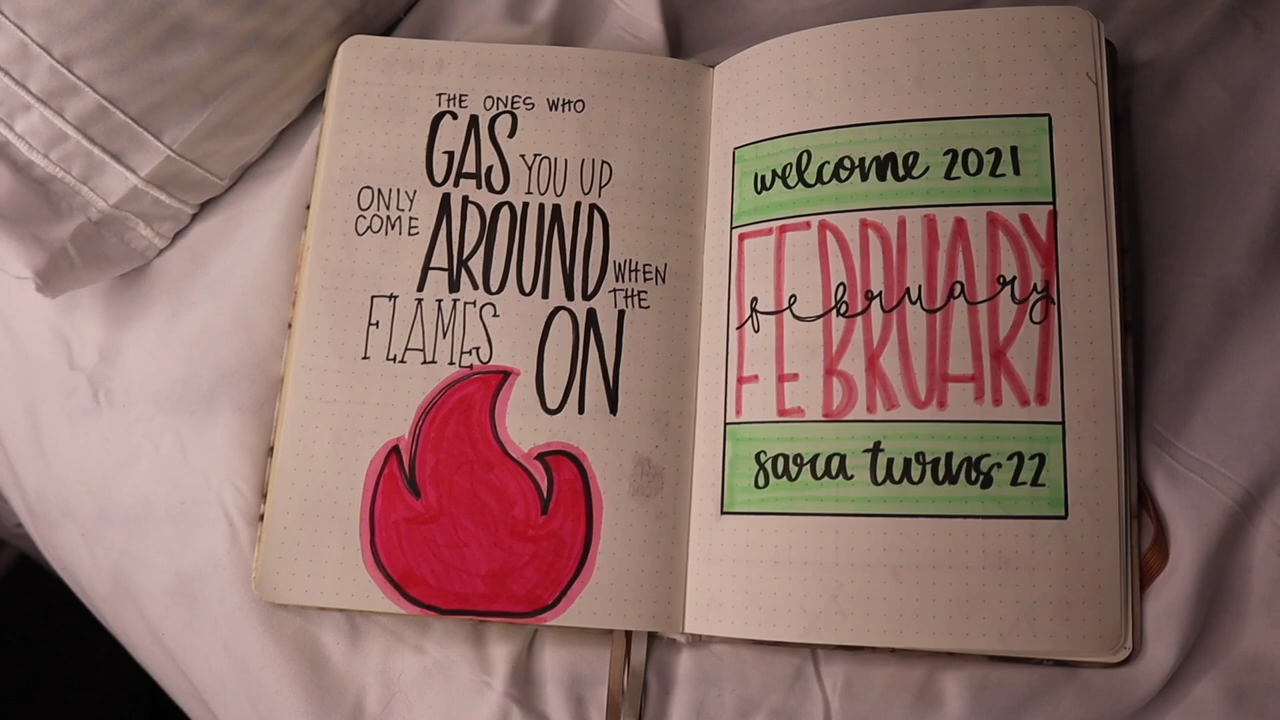 THE ONES WHO
GAS YOU UP
ONLY
COME AROUND WHEN
THE
FLAMES ON
welcome 2021
FEBRUARY
february
sara turns 22